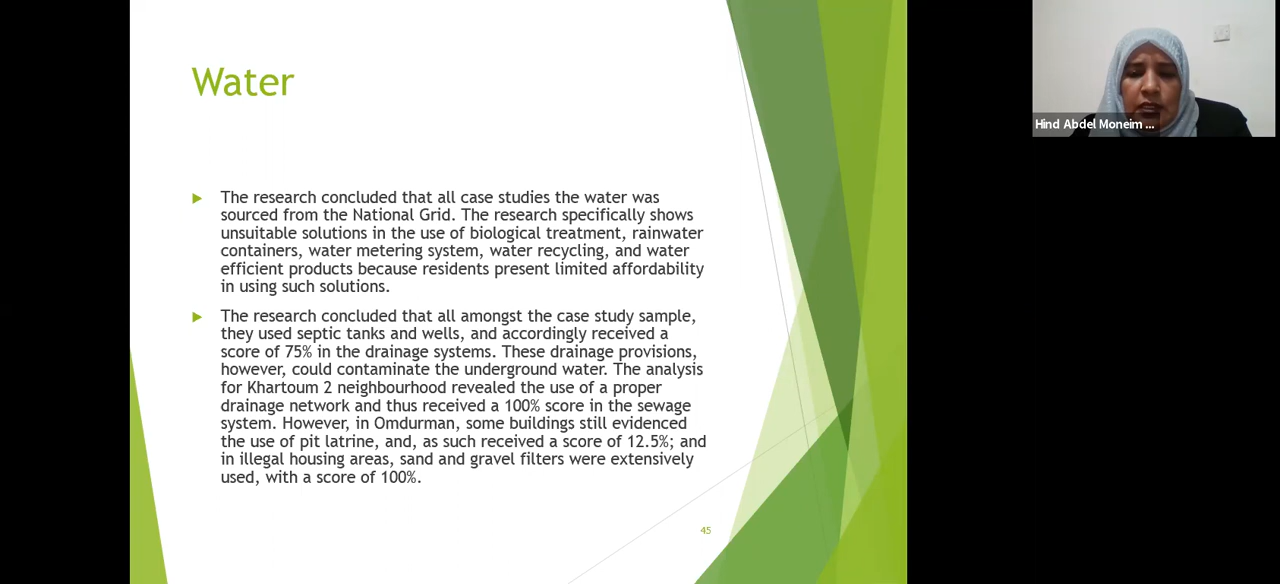 Water
The research concluded that all case studies the water was
sourced from the National Grid. The research specifically shows
unsuitable solutions in the use of biological treatment, rainwater
containers, water metering system, water recycling, and water
efficient products because residents present limited affordability
in using such solutions.
The research concluded that all amongst the case study sample,
they used septic tanks and wells, and accordingly received a
score of 75% in the drainage systems. These drainage provisions,
however, could contaminate the underground water. The analysis
for Khartoum 2 neighbourhood revealed the use of a proper
drainage network and thus received a 100% score in the sewage
system. However, in Omdurman, some buildings still evidenced
the use of pit latrine, and, as such received a score of 12.5%; and
in illegal housing areas, sand and gravel filters were extensively
used, with a score of 100%.
45
Hind Abdel Moneim ...